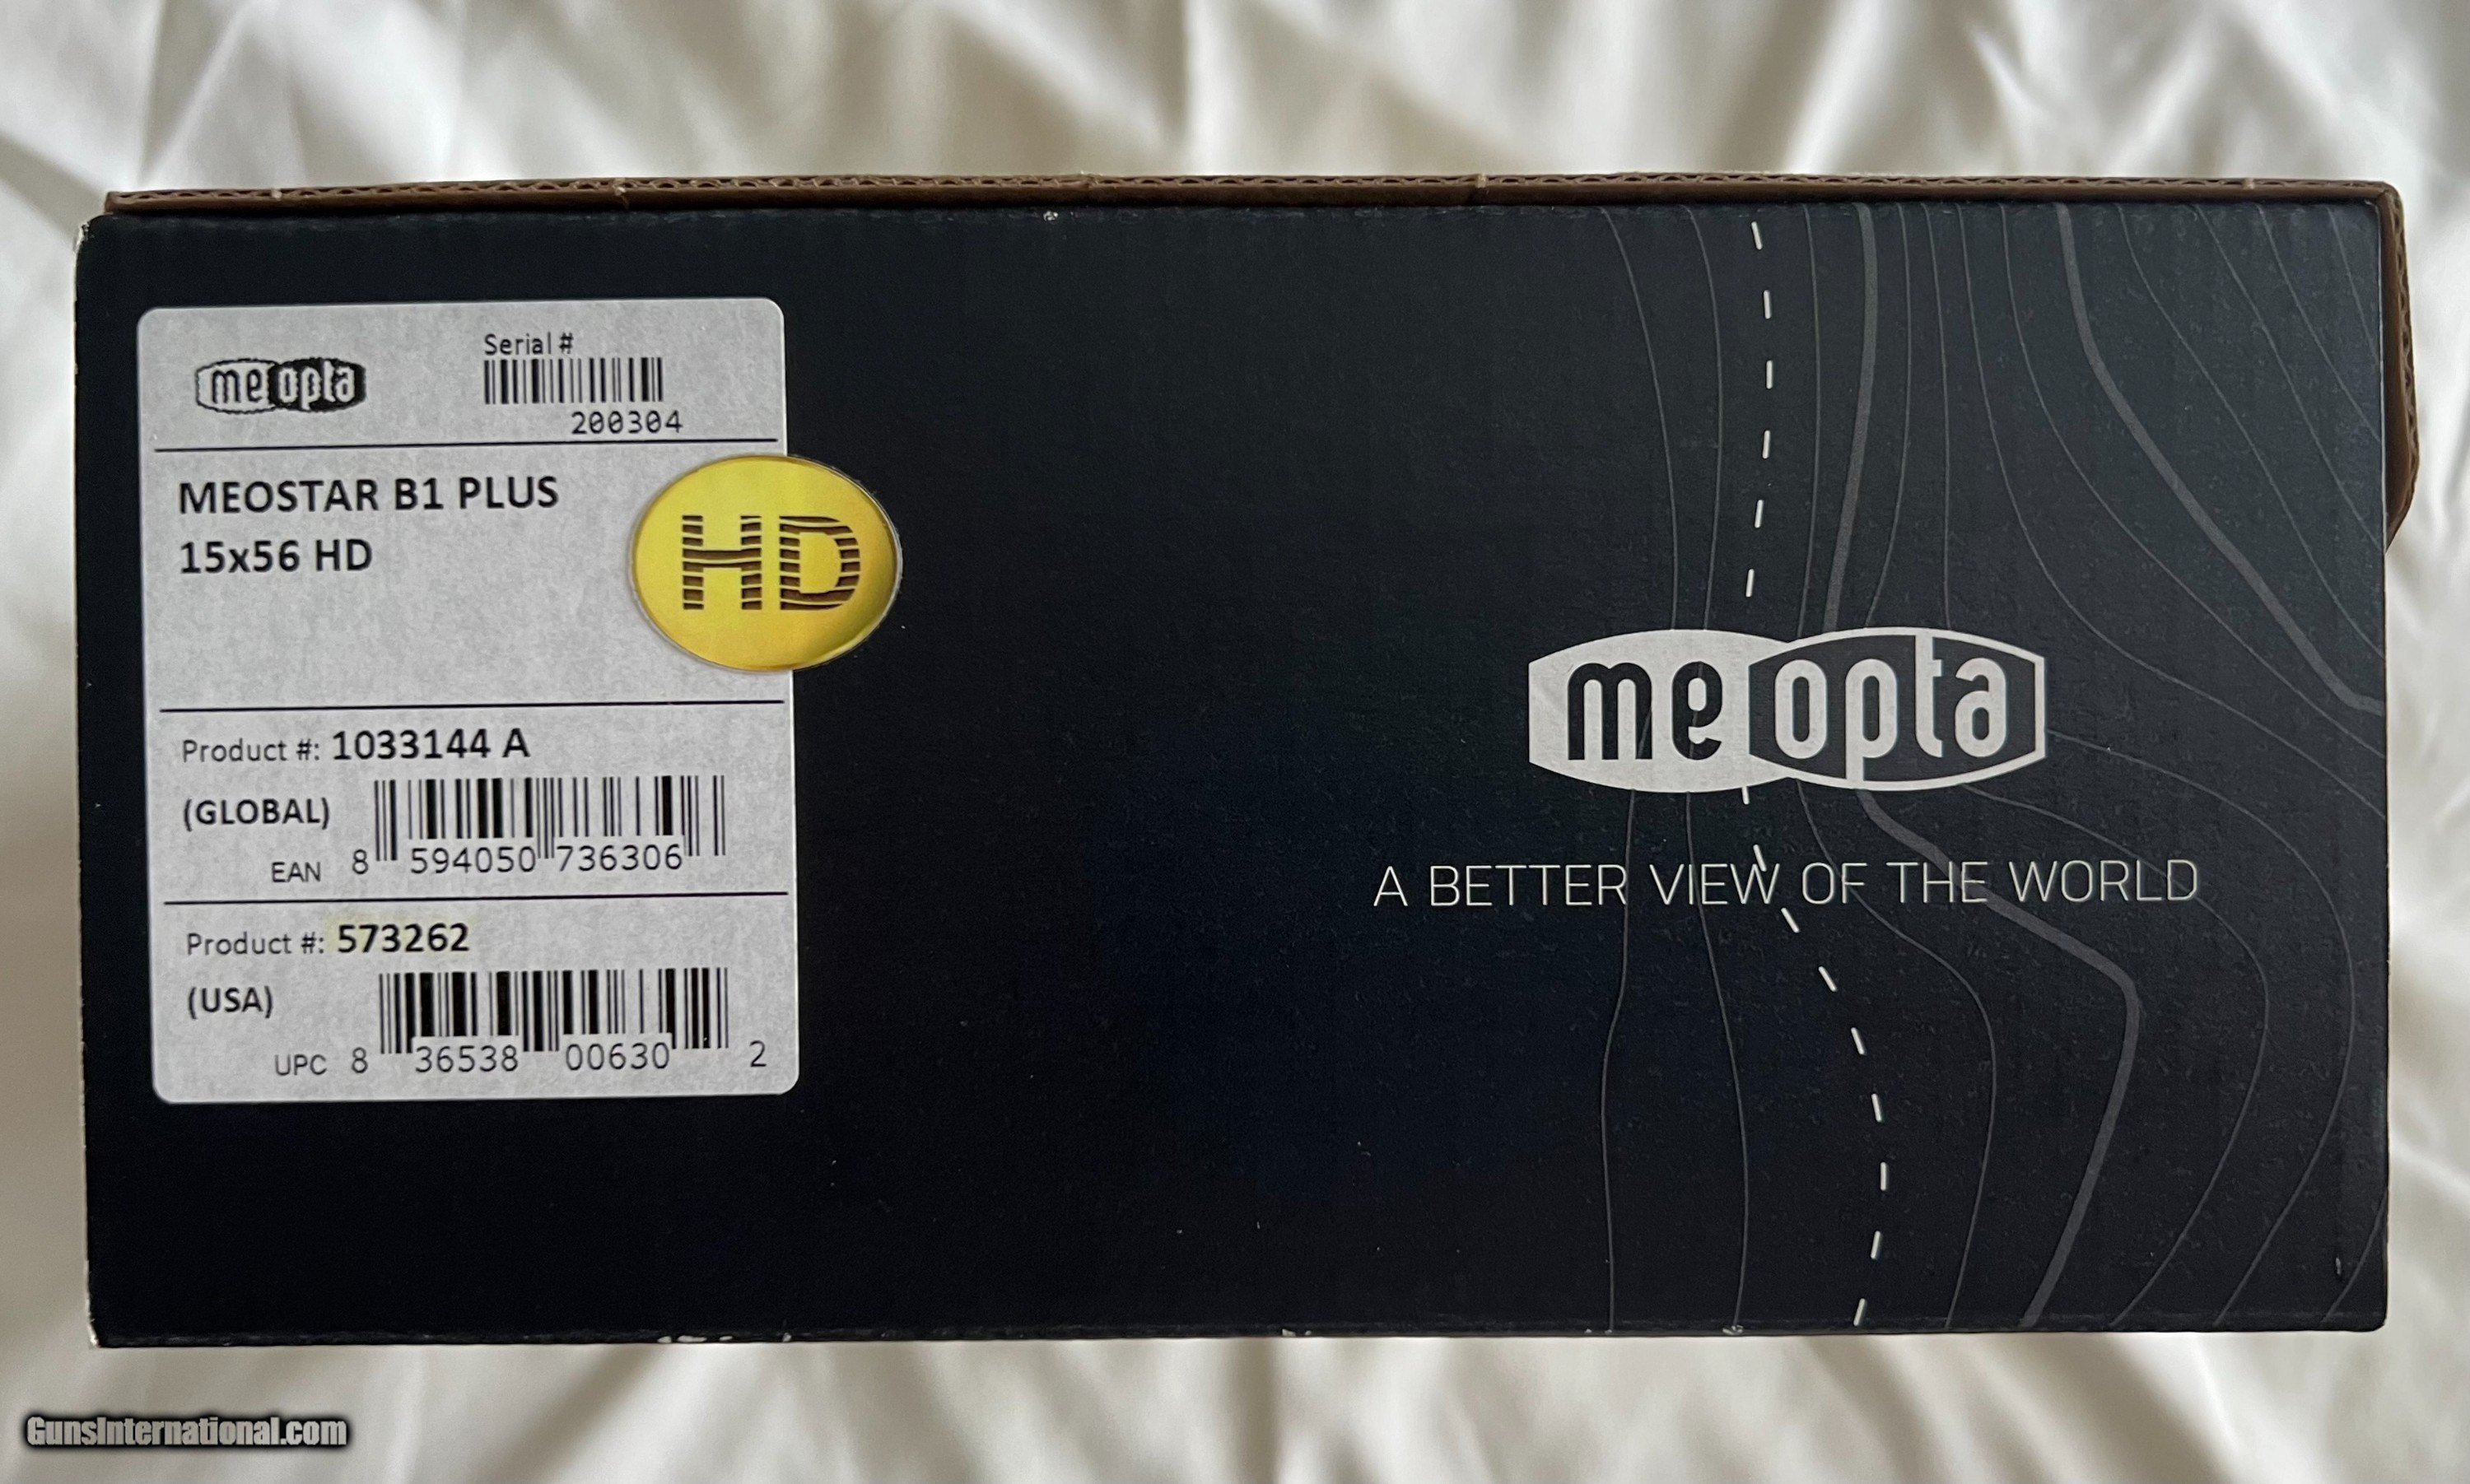 meopta
Serial #
200304
MEOSTAR B1 PLUS
15x56 HD
HD
Product #: 1033144 A
(GLOBAL)
EAN 8 594050 736306
Product #: 573262
(USA)
UPC 8 36538 00630 2
meopta
A BETTER VIEW OF THE WORLD
GunsInternational.com